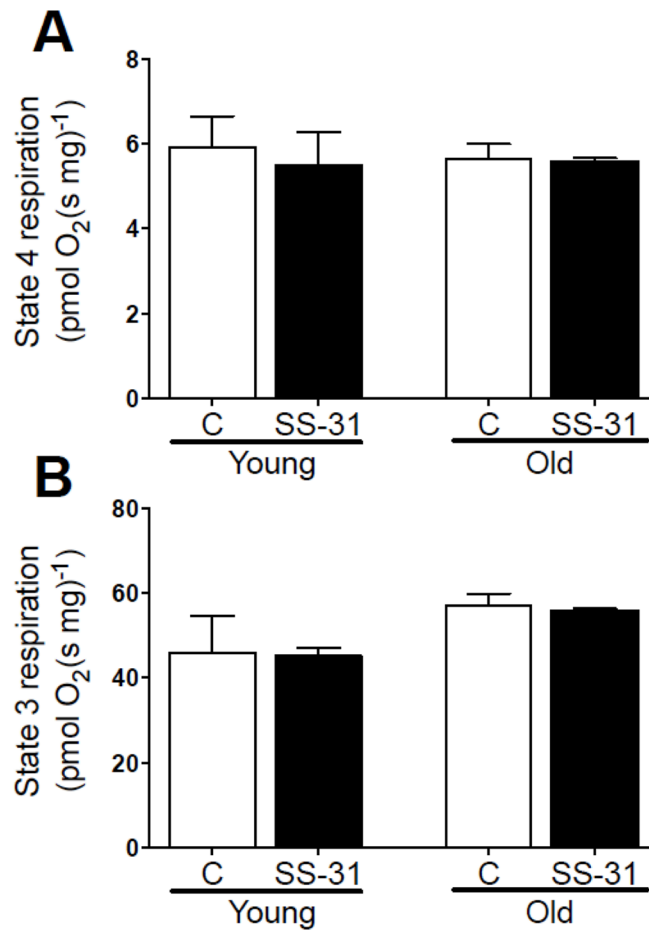 A
State 4 respiration
(pmol O2(s mg)-1)
8
6
4
2
0
C SS-31 C SS-31
Young Old
B
State 3 respiration
(pmol O2(s mg)-1)
80
60
40
20
0
C SS-31 C SS-31
Young Old